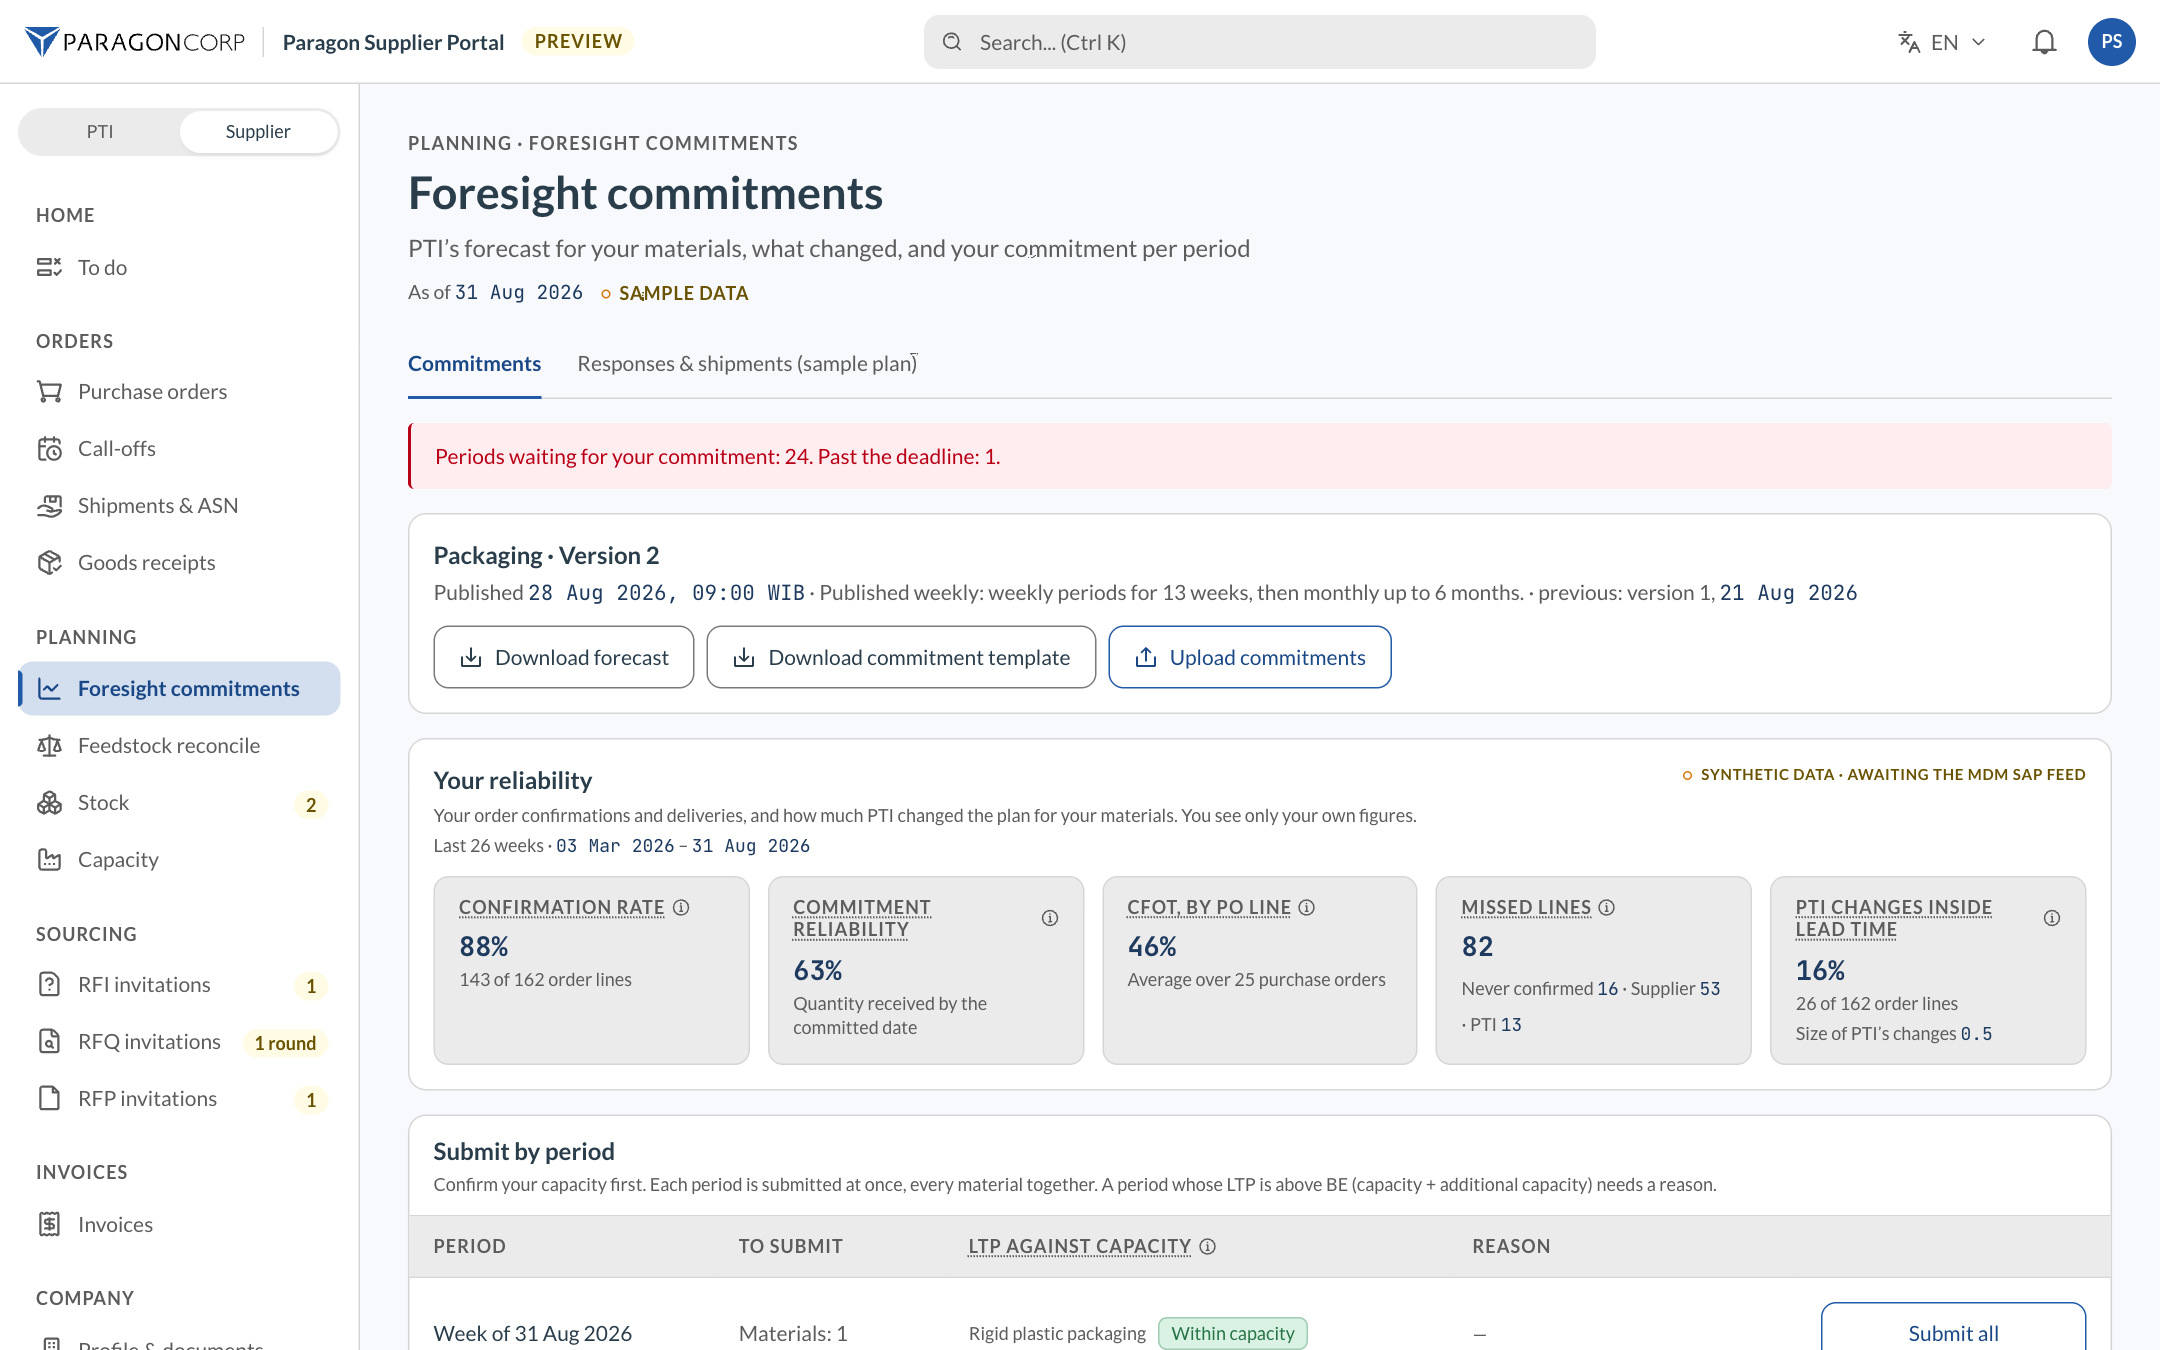 PARAGONCORP
Paragon Supplier Portal
PREVIEW
Search... (Ctrl K)
EN
PS
PTI
Supplier
HOME
To do
ORDERS
Purchase orders
Call-offs
Shipments & ASN
Goods receipts
PLANNING
Foresight commitments
Feedstock reconcile
Stock 2
Capacity
SOURCING
RFI invitations 1
RFQ invitations 1 round
RFP invitations 1
INVOICES
Invoices
COMPANY
Profile & documents
PLANNING · FORESIGHT COMMITMENTS
Foresight commitments
PTI's forecast for your materials, what changed, and your commitment per period
As of 31 Aug 2026 SAMPLE DATA
Commitments
Responses & shipments (sample plan)
Periods waiting for your commitment: 24. Past the deadline: 1.
Packaging · Version 2
Published 28 Aug 2026, 09:00 WIB · Published weekly: weekly periods for 13 weeks, then monthly up to 6 months. · previous: version 1, 21 Aug 2026
Download forecast
Download commitment template
Upload commitments
Your reliability
SYNTHETIC DATA · AWAITING THE MDM SAP FEED
Your order confirmations and deliveries, and how much PTI changed the plan for your materials. You see only your own figures.
Last 26 weeks · 03 Mar 2026 – 31 Aug 2026
CONFIRMATION RATE
88%
143 of 162 order lines
COMMITMENT
RELIABILITY
63%
Quantity received by the
committed date
CFOT, BY PO LINE
46%
Average over 25 purchase orders
MISSED LINES
82
Never confirmed 16 · Supplier 53
· PTI 13
PTI CHANGES INSIDE
LEAD TIME
16%
26 of 162 order lines
Size of PTI's changes 0.5
Submit by period
Confirm your capacity first. Each period is submitted at once, every material together. A period whose LTP is above BE (capacity + additional capacity) needs a reason.
PERIOD
TO SUBMIT
LTP AGAINST CAPACITY
REASON
Week of 31 Aug 2026
Materials: 1
Rigid plastic packaging
Within capacity
—
Submit all